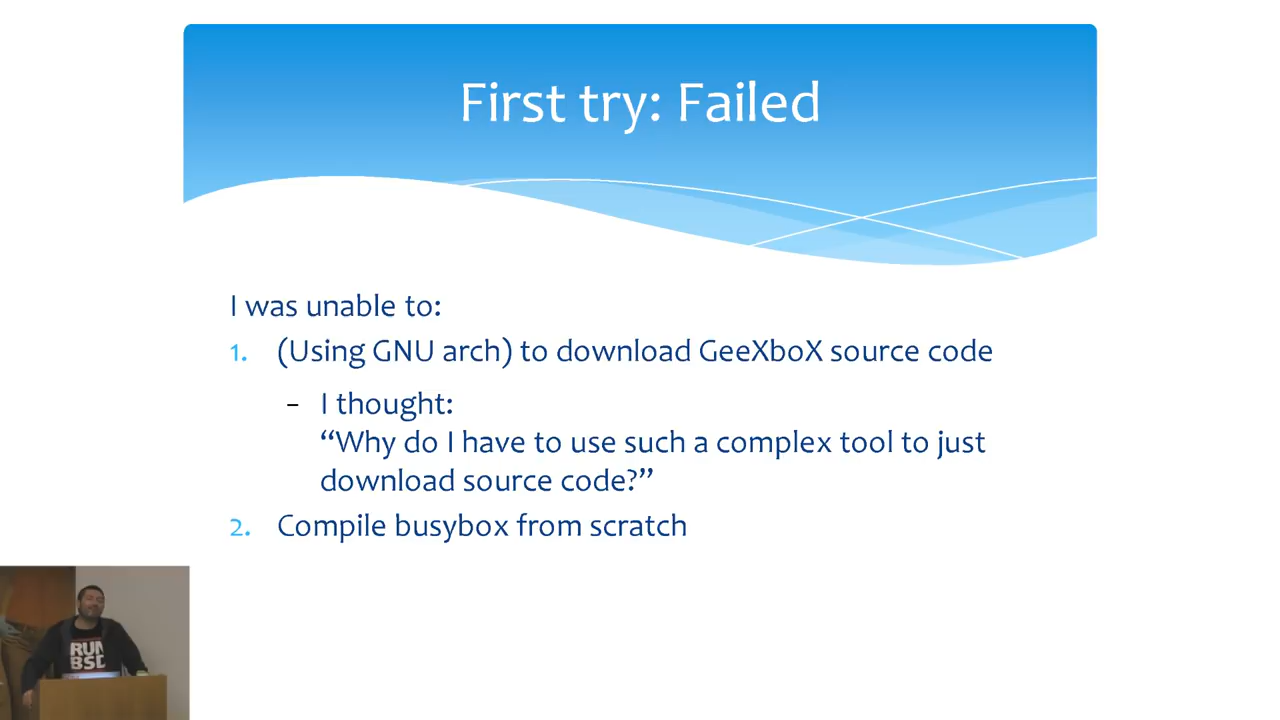 First try: Failed
I was unable to:
1. (Using GNU arch) to download GeeXboX source code
– I thought:
“Why do I have to use such a complex tool to just
download source code?”
2. Compile busybox from scratch
RUN
BSD